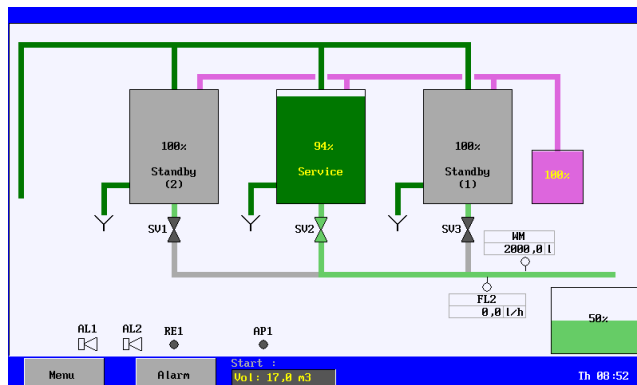 100%
Standby
(2)
94%
Service
100%
Standby
(1)
100%
SV1
SV2
SV3
WM
2000,0 l
FL2
0,0 l/h
50%
AL1
AL2
RE1
AP1
Menu
Alarm
Start :
Vol: 17,0 m3
Th 08:52